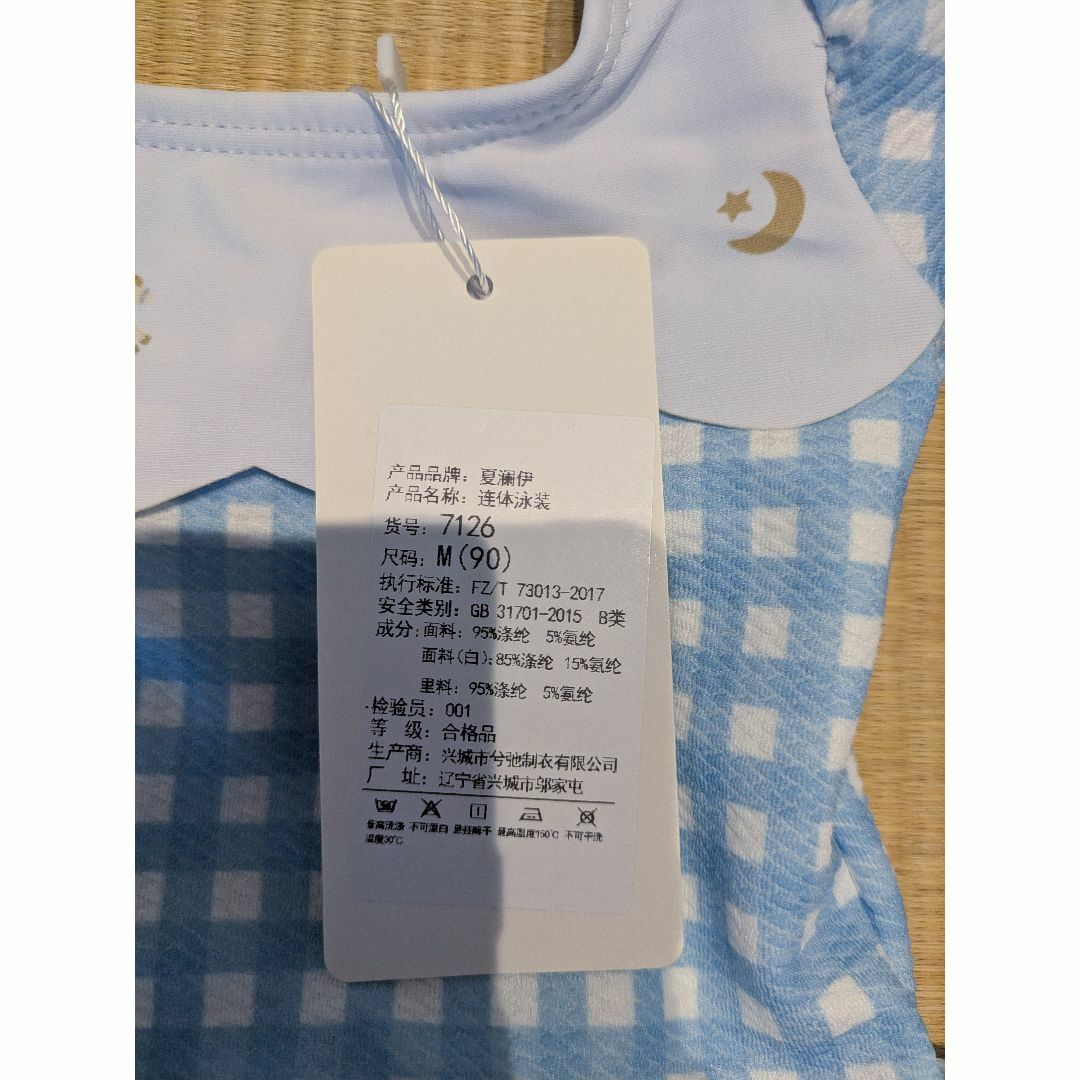 产品品牌：夏澜伊
产品名称：连体泳装
货号：7126
尺码：M(90)
执行标准：FZ/T 73013-2017
安全类别：GB 31701-2015 B类
成分：面料：95%涤纶 5%氨纶
面料(白)：85%涤纶 15%氨纶
里料：95%涤纶 5%氨纶
检验员：001
等 级：合格品
生产商：兴城市兮弛制衣有限公司
厂 址：辽宁省兴城市邬家屯
最高洗涤 不可漂白 悬挂晾干 最高温度150℃ 不可干洗
温度30℃